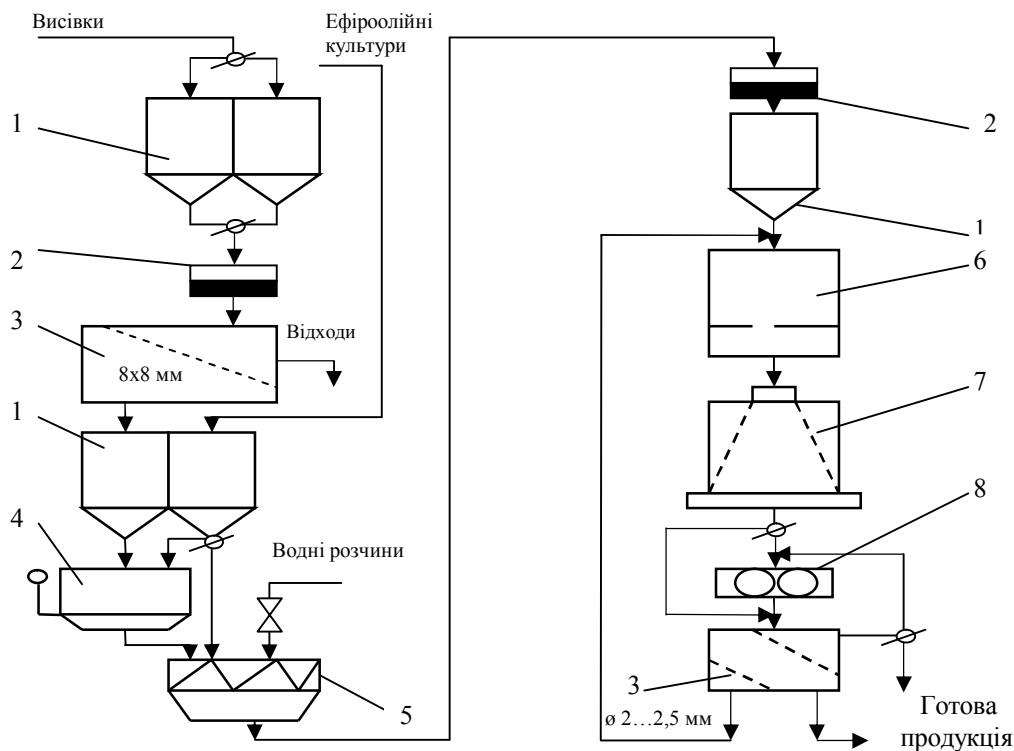 Висівки
Ефіроолійні
культури
1
2
2
1
3
Відходи
6
8х8 мм
1
7
4
8
Водні розчини
5
3
ø 2...2,5 мм
Готова
продукція